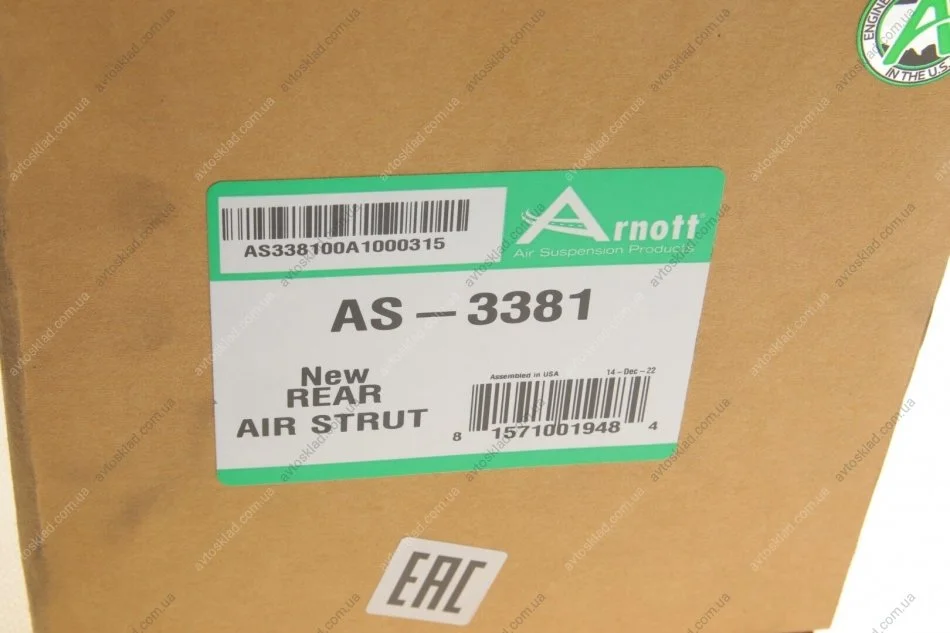 ENGINE
IN THE U.S.
Arnott®
Air Suspension Products
AS338100A1000315
AS-3381
New
REAR
AIR STRUT
Assembled in USA 14-Dec-22
8 1571001948 4
EAC
avtosklad.com.ua